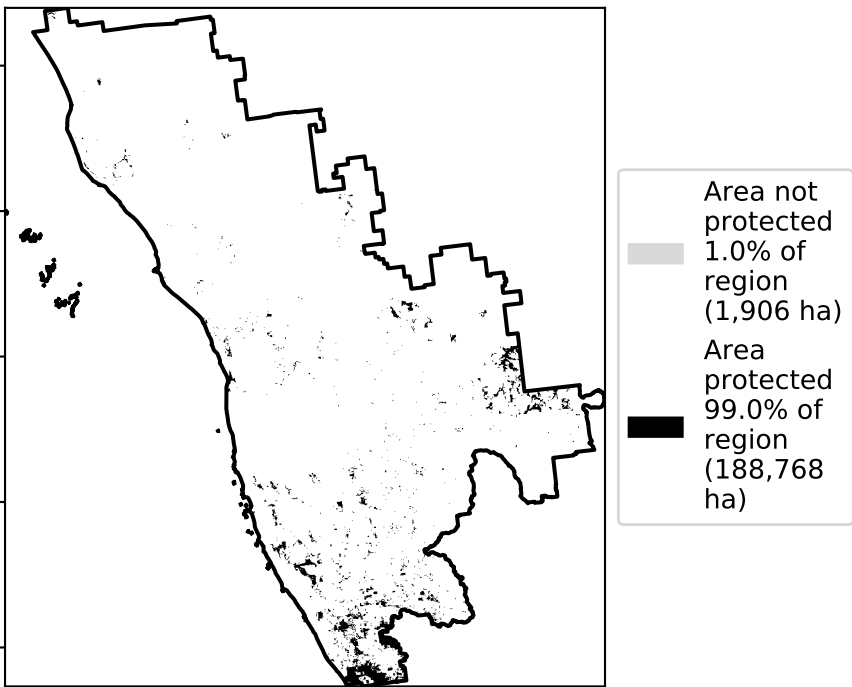 Area not
protected
1.0% of
region
(1,906 ha)
Area
protected
99.0% of
region
(188,768
ha)